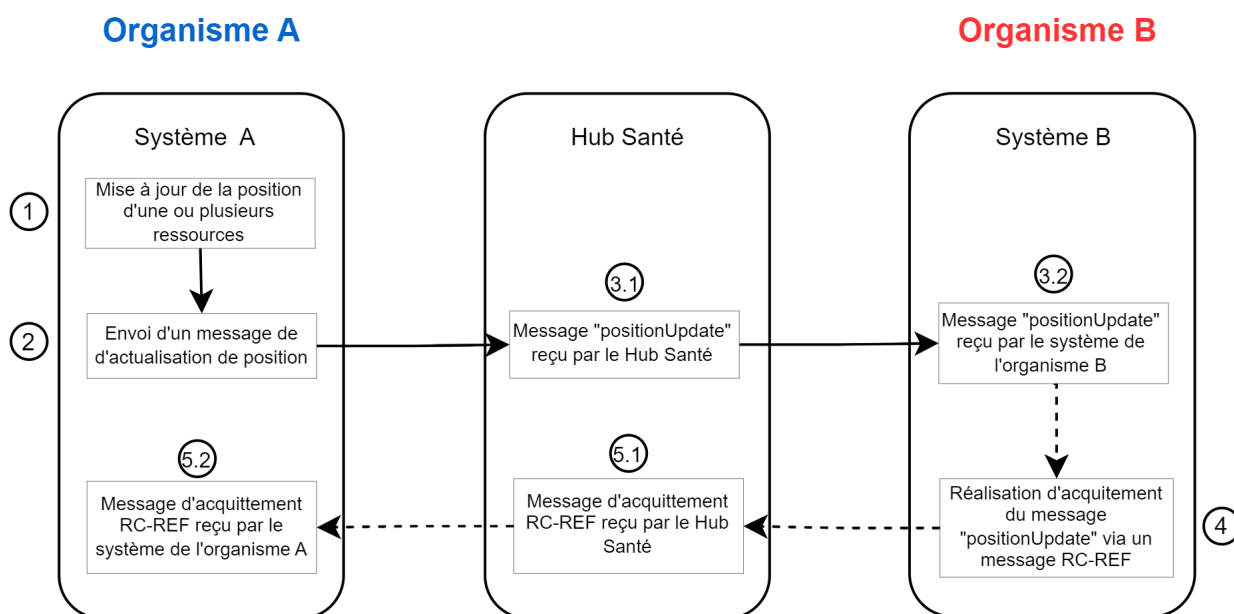 Organisme A
Organisme B
Système A
Hub Santé
Système B
1
Mise à jour de la position
d'une ou plusieurs
ressources
2
Envoi d'un message de
d'actualisation de position
3.1
Message "positionUpdate"
reçu par le Hub Santé
3.2
Message "positionUpdate"
reçu par le système de
l'organisme B
5.2
Message d'acquittement
RC-REF reçu par le
système de l'organisme A
5.1
Message d'acquittement
RC-REF reçu par le Hub
Santé
Réalisation d'acquitement
du message
"positionUpdate" via un
message RC-REF
4